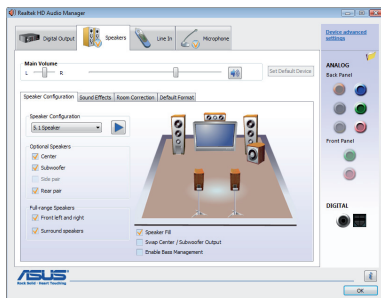 Realtek HD Audio Manager
Digital Output
Speakers
Line In
Microphone
Device advanced
settings
Main Volume
L
R
Set Default Device
ANALOG
Back Panel
Speaker Configuration
Sound Effects
Room Correction
Default Format
Speaker Configuration
5.1 Speaker
Optional Speakers
Center
Subwoofer
Side pair
Rear pair
Front Panel
Full-range Speakers
Front left and right
Surround speakers
Speaker Fill
Swap Center / Subwoofer Output
Enable Bass Management
DIGITAL
ASUS
Rock Solid · Heart Touching
OK